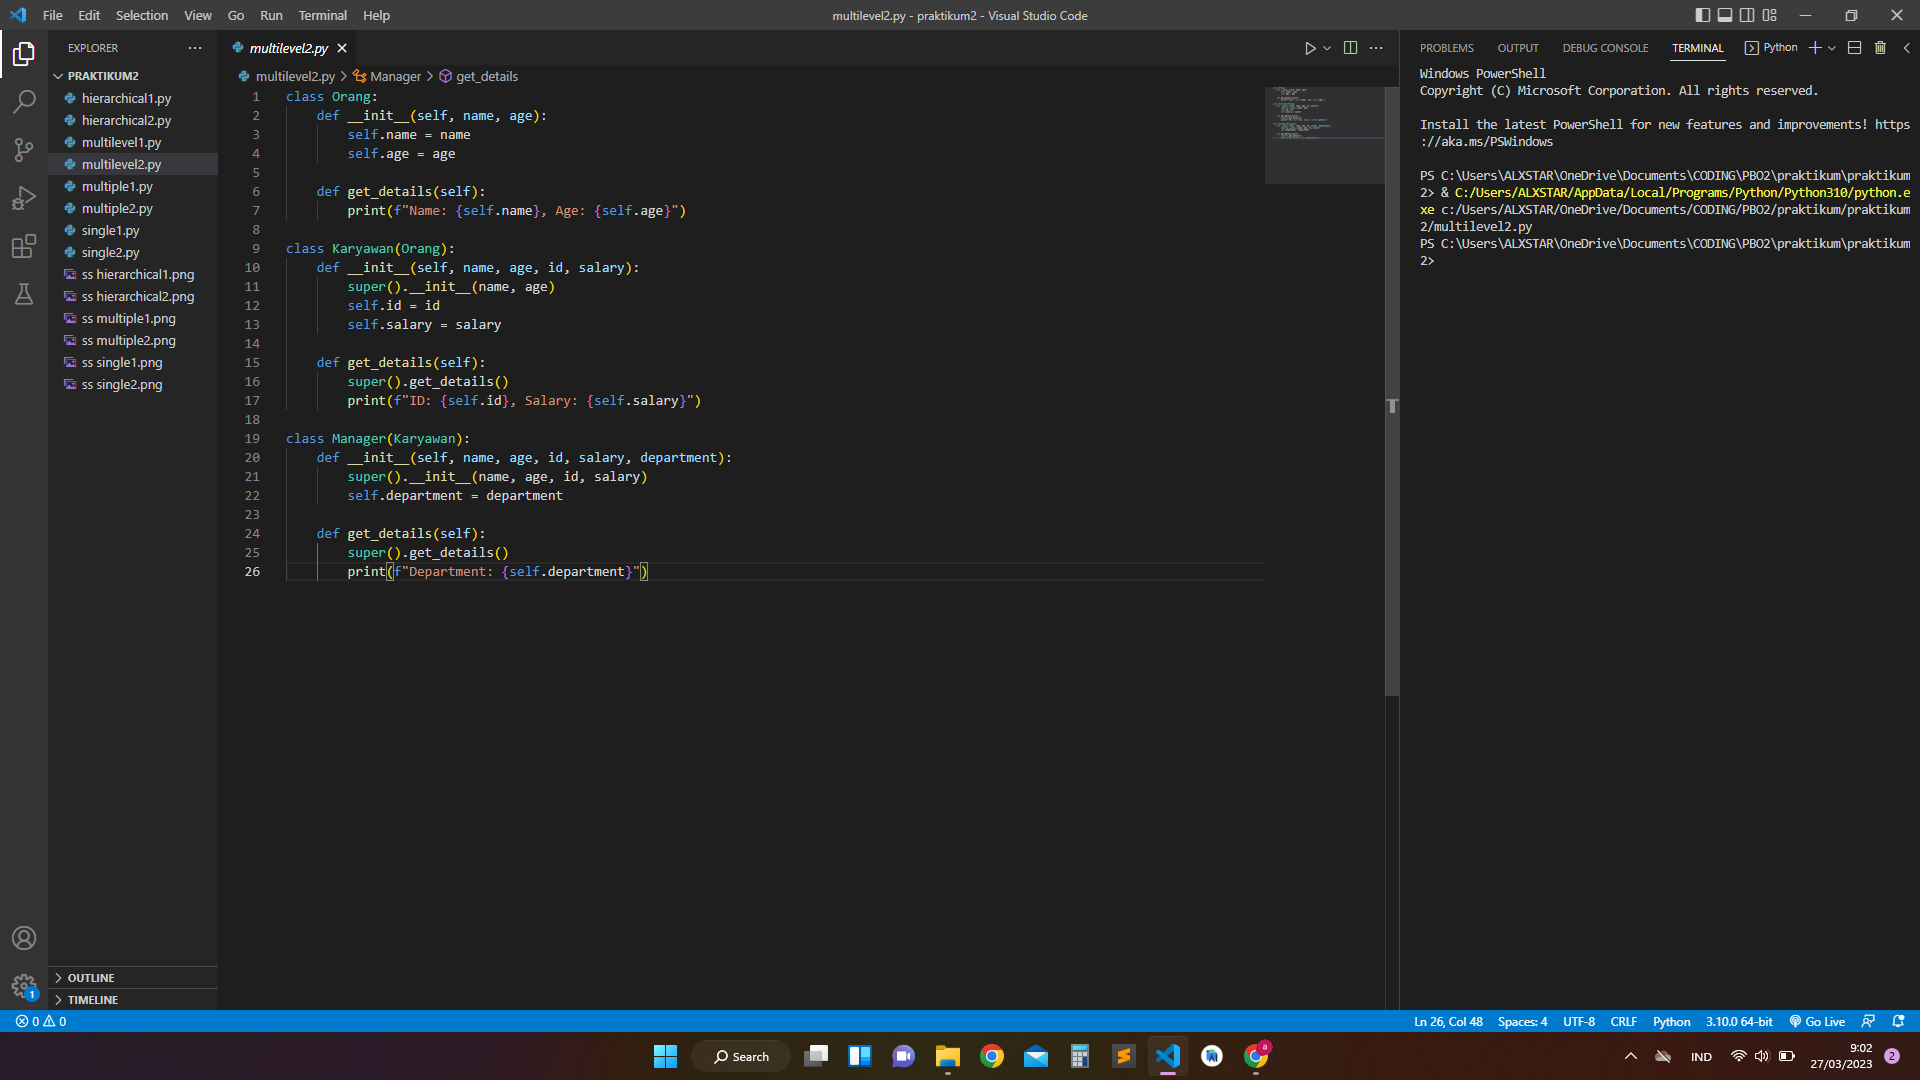 File Edit Selection View Go Run Terminal Help
multilevel2.py - praktikum2 - Visual Studio Code
EXPLORER
PRAKTIKUM2
hierarchical1.py
hierarchical2.py
multilevel1.py
multilevel2.py
multiple1.py
multiple2.py
single1.py
single2.py
ss hierarchical1.png
ss hierarchical2.png
ss multiple1.png
ss multiple2.png
ss single1.png
ss single2.png
OUTLINE
TIMELINE
1
multilevel2.py
multilevel2.py > Manager > get_details
1 class Orang:
2     def __init__(self, name, age):
3         self.name = name
4         self.age = age
5
6     def get_details(self):
7         print(f"Name: {self.name}, Age: {self.age}")
8
9 class Karyawan(Orang):
10     def __init__(self, name, age, id, salary):
11         super().__init__(name, age)
12         self.id = id
13         self.salary = salary
14
15     def get_details(self):
16         super().get_details()
17         print(f"ID: {self.id}, Salary: {self.salary}")
18
19 class Manager(Karyawan):
20     def __init__(self, name, age, id, salary, department):
21         super().__init__(name, age, id, salary)
22         self.department = department
23
24     def get_details(self):
25         super().get_details()
26         print(f"Department: {self.department}")
PROBLEMS OUTPUT DEBUG CONSOLE TERMINAL Python
Windows PowerShell
Copyright (C) Microsoft Corporation. All rights reserved.
Install the latest PowerShell for new features and improvements! https
://aka.ms/PSWindows
PS C:\Users\ALXSTAR\OneDrive\Documents\CODING\PBO2\praktikum\praktikum
2> & C:/Users/ALXSTAR/AppData/Local/Programs/Python/Python310/python.e
xe c:/Users/ALXSTAR/OneDrive/Documents/CODING/PBO2/praktikum/praktikum
2/multilevel2.py
PS C:\Users\ALXSTAR\OneDrive\Documents\CODING\PBO2\praktikum\praktikum
2>
0 0
Ln 26, Col 48 Spaces: 4 UTF-8 CRLF Python 3.10.0 64-bit Go Live
Search
a
IND
9:02
27/03/2023
2